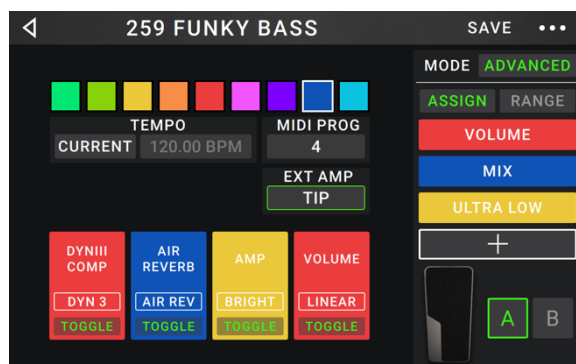 259 FUNKY BASS
SAVE
MODE ADVANCED
ASSIGN RANGE
TEMPO
CURRENT 120.00 BPM
MIDI PROG
4
EXT AMP
TIP
VOLUME
MIX
ULTRA LOW
+
DYNIII
COMP
DYN 3
TOGGLE
AIR
REVERB
AIR REV
TOGGLE
AMP
BRIGHT
TOGGLE
VOLUME
LINEAR
TOGGLE
A B